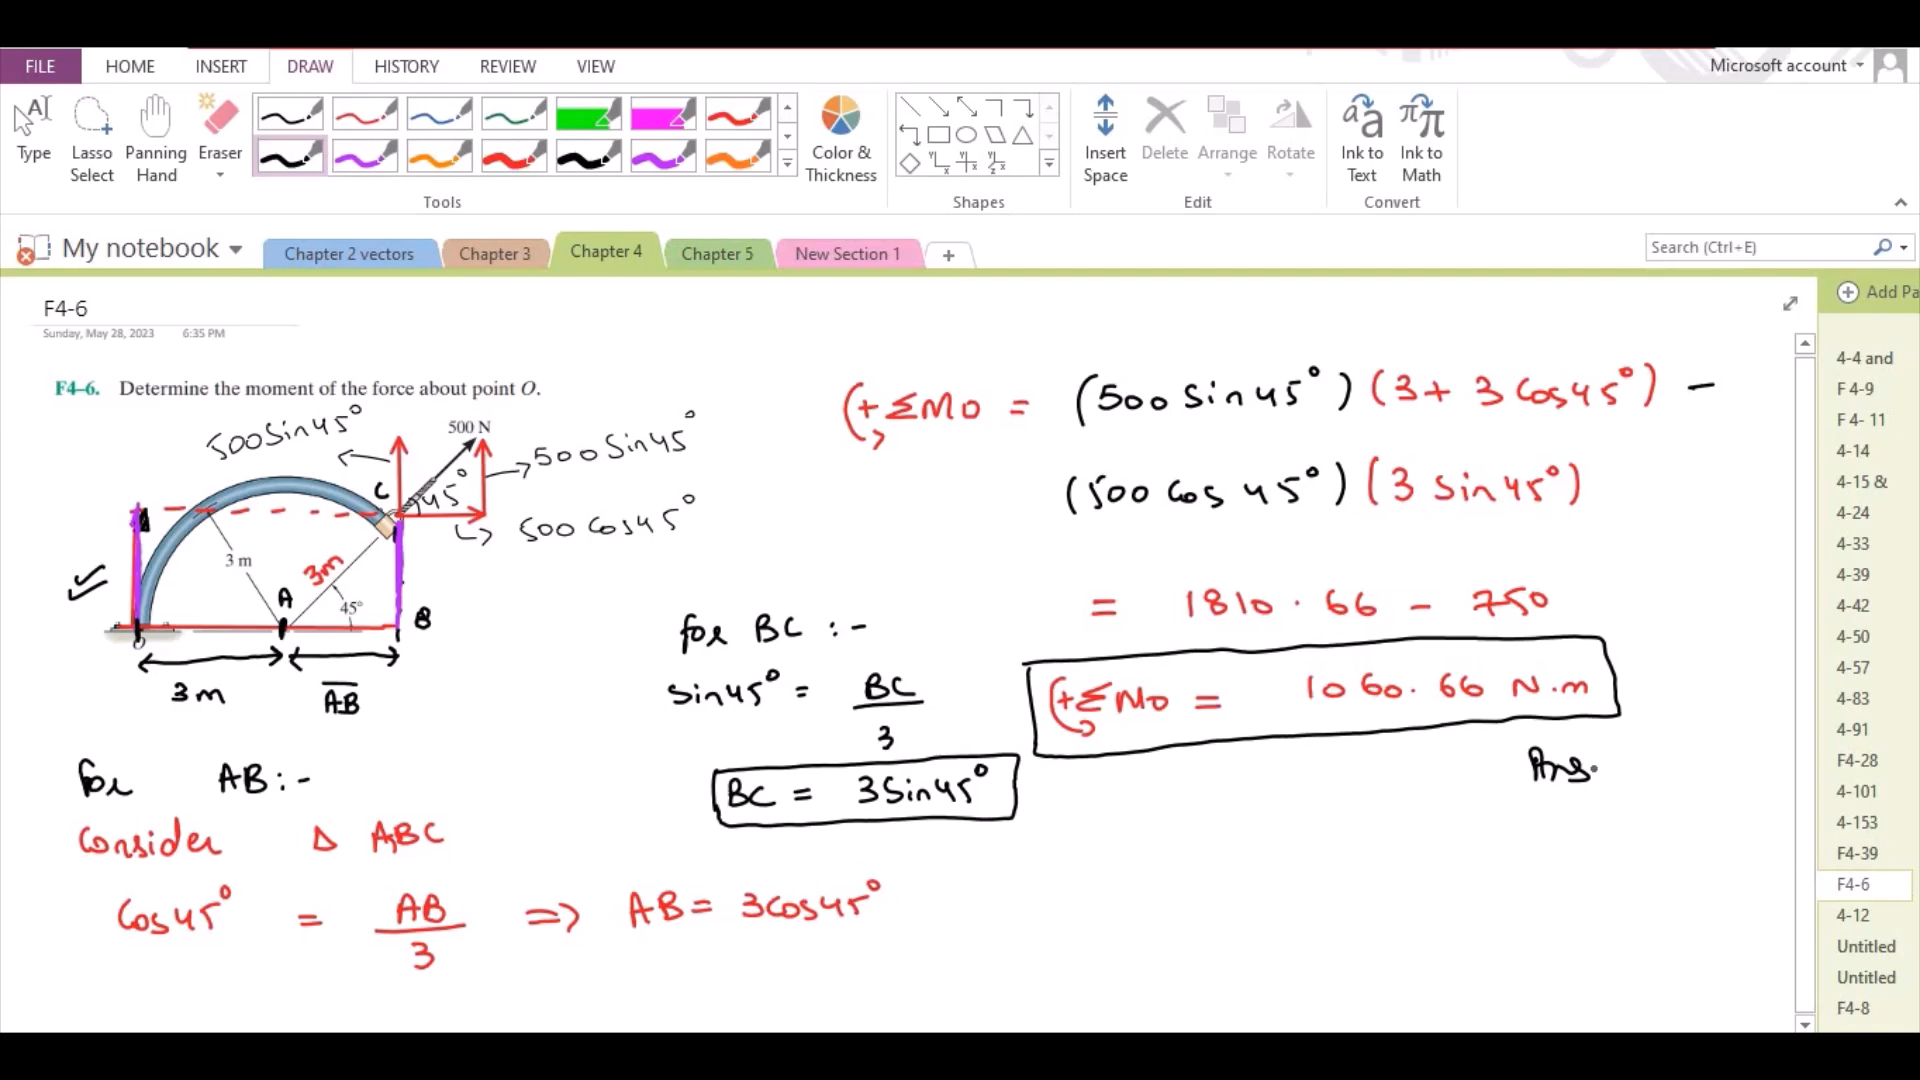 FILE HOME INSERT DRAW HISTORY REVIEW VIEW Microsoft account
Type Lasso Select Panning Hand Eraser Color & Thickness Insert Space Delete Arrange Rotate Ink to Text Ink to Math
Tools Shapes Edit Convert
My notebook Chapter 2 vectors Chapter 3 Chapter 4 Chapter 5 New Section 1 + Search (Ctrl+E)
F4-6
Sunday, May 28, 2023 6:35 PM
F4–6. Determine the moment of the force about point O.
500Sin45°
500 N
500Sin45°
C
45°
500 Cos45°
3 m
3m
A
45°
B
O
3 m
AB
for BC :-
Sin45° = BC/3
BC = 3Sin45°
for AB:-
Consider Δ ABC
Cos45° = AB/3 => AB = 3Cos45°
(+ΣMo = (500 Sin45°) (3+ 3 Cos45°) -
(500 Cos 45°) (3 Sin45°)
= 1810.66 - 750
(+ΣMo = 1060.66 N.m
Ans.
Add Pa
4-4 and
F 4-9
F 4- 11
4-14
4-15 &
4-24
4-33
4-39
4-42
4-50
4-57
4-83
4-91
F4-28
4-101
4-153
F4-39
F4-6
4-12
Untitled
Untitled
F4-8